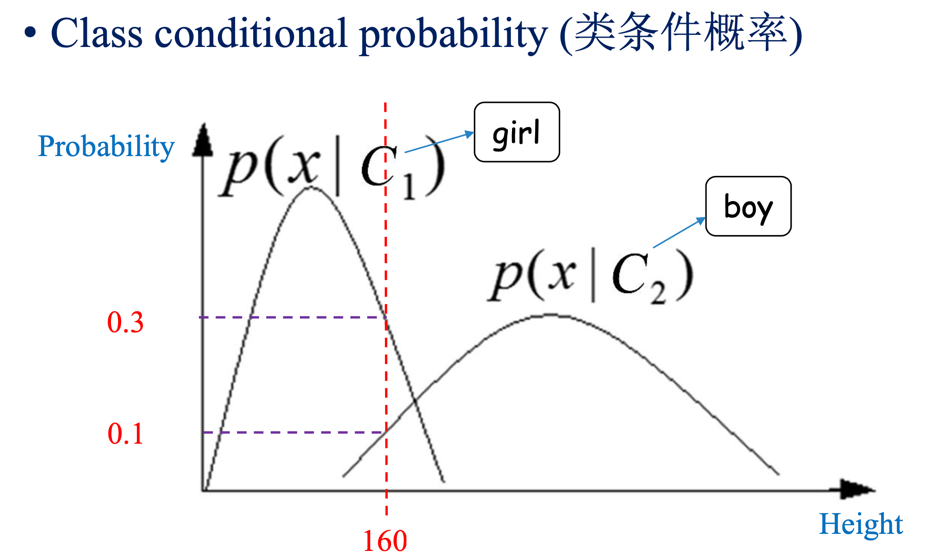 • Class conditional probability (类条件概率)
Probability
p(x | C₁)
girl
boy
p(x | C₂)
0.3
0.1
160
Height